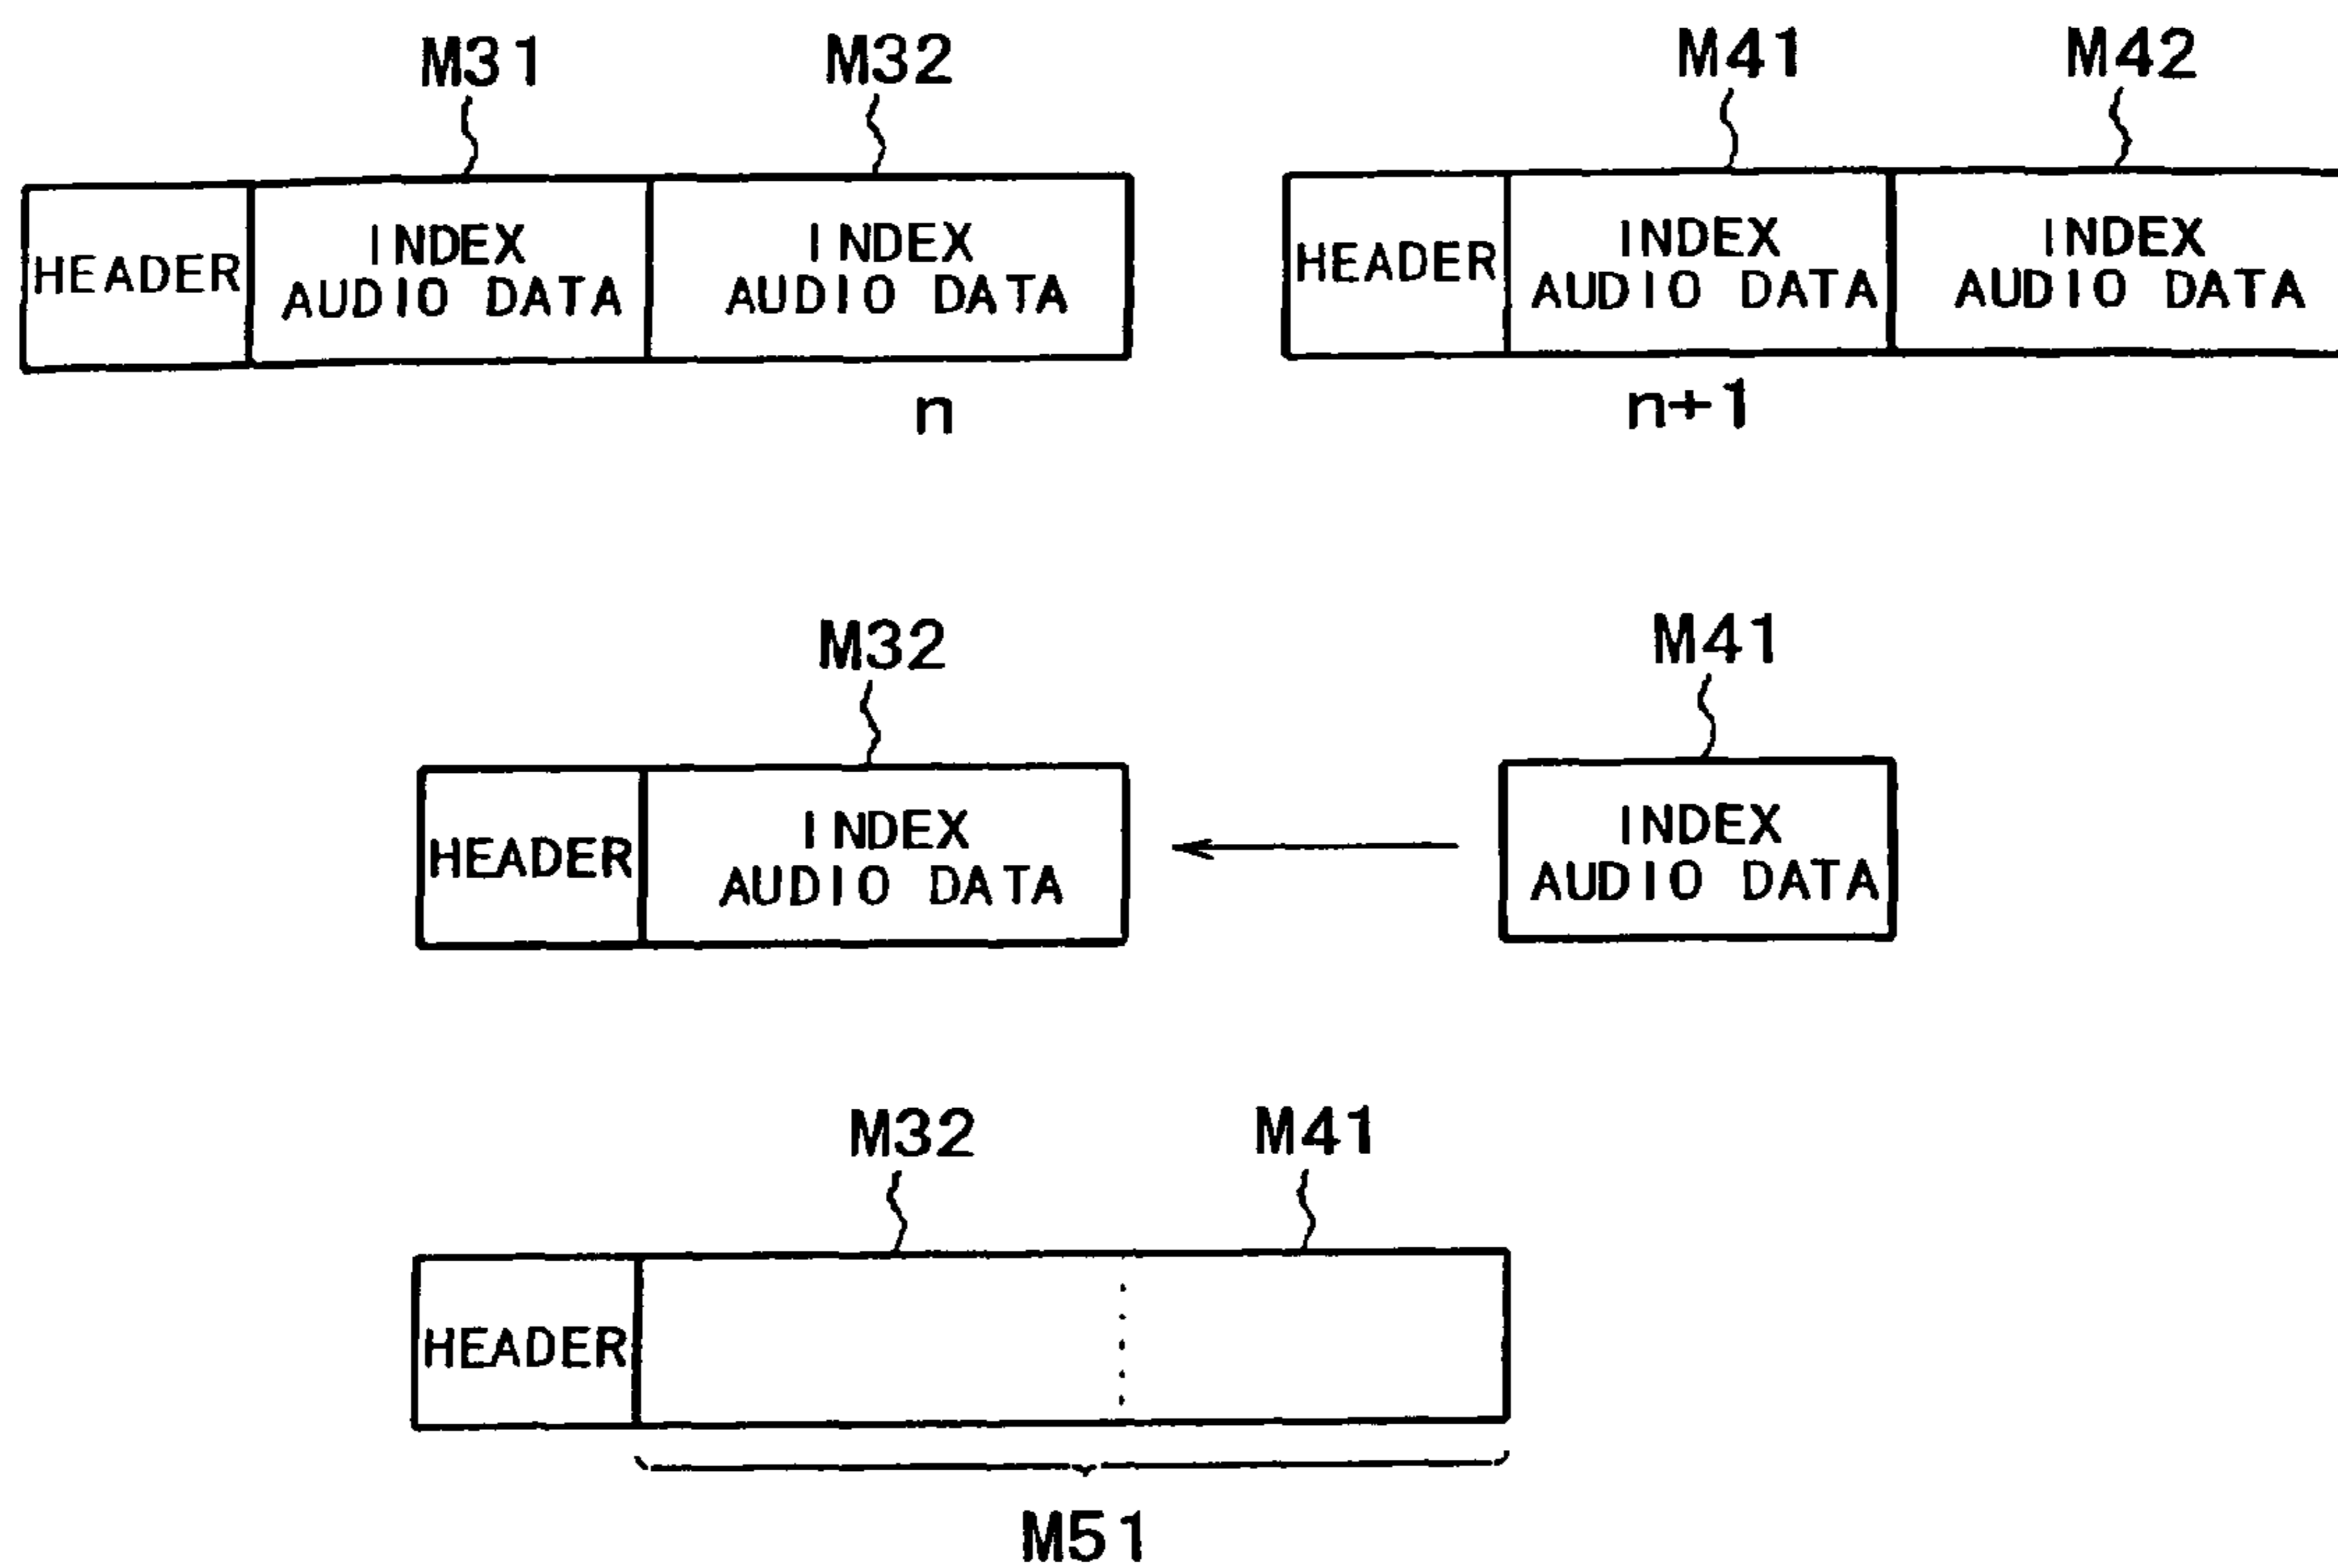 M31 M32 M41 M42
HEADER INDEX AUDIO DATA INDEX AUDIO DATA
HEADER INDEX AUDIO DATA INDEX AUDIO DATA
n n+1
M32 M41
HEADER INDEX AUDIO DATA INDEX AUDIO DATA
M32 M41
HEADER
M51